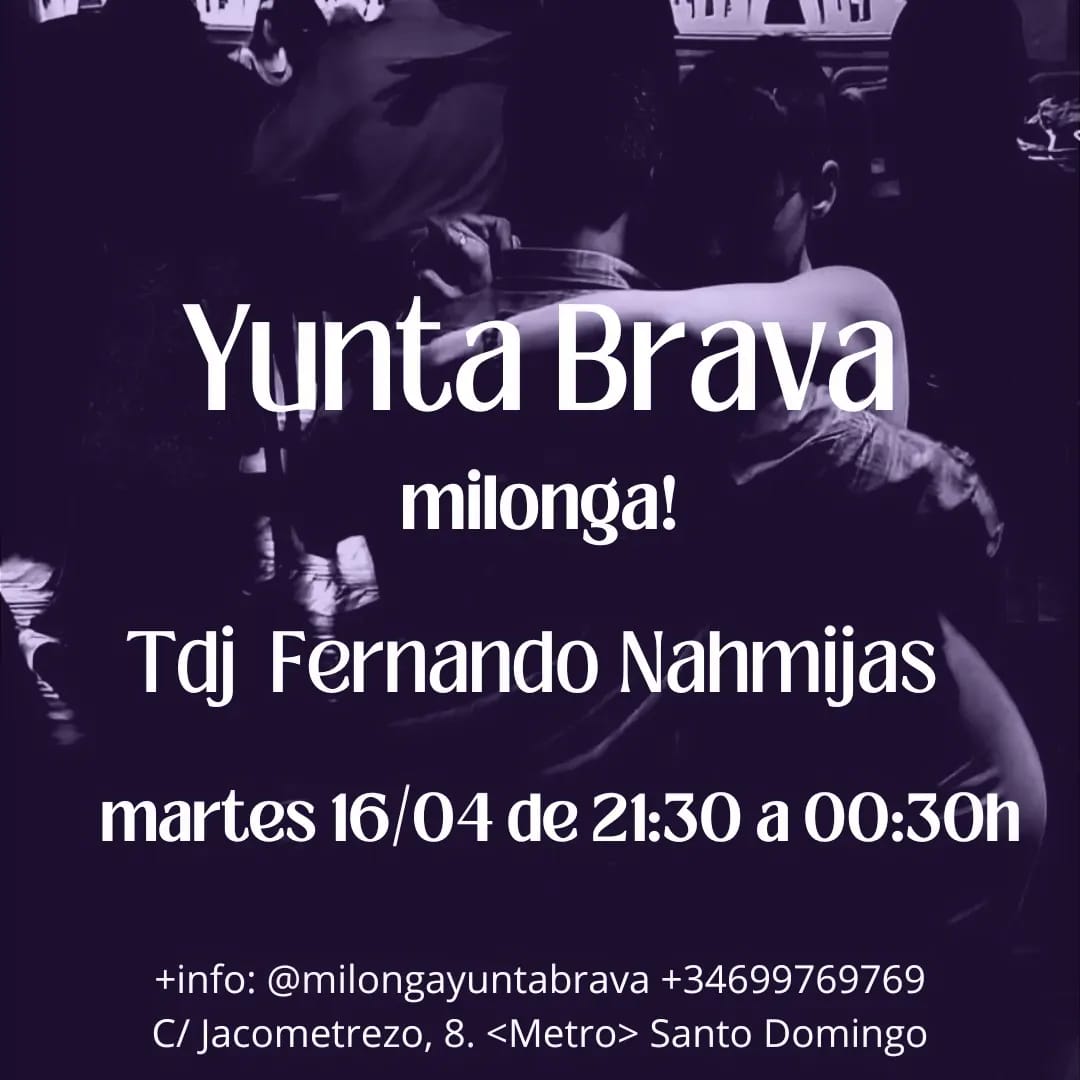 Yunta Brava
milonga!
Tdj Fernando Nahmijas
martes 16/04 de 21:30 a 00:30h
+info: @milongayuntabrava +34699769769
C/ Jacometrezo, 8. <Metro> Santo Domingo